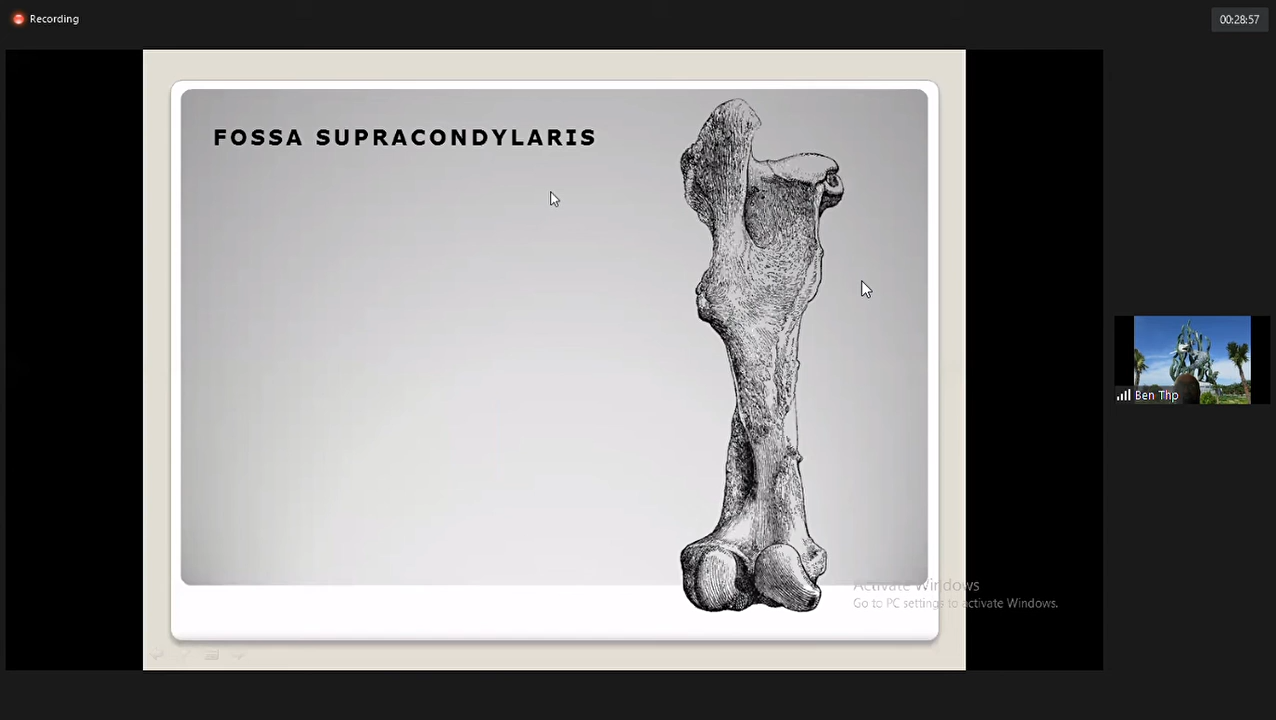 Recording
00:28:57
FOSSA SUPRACONDYLARIS
Ben Thp
Activate Windows
Go to PC settings to activate Windows.